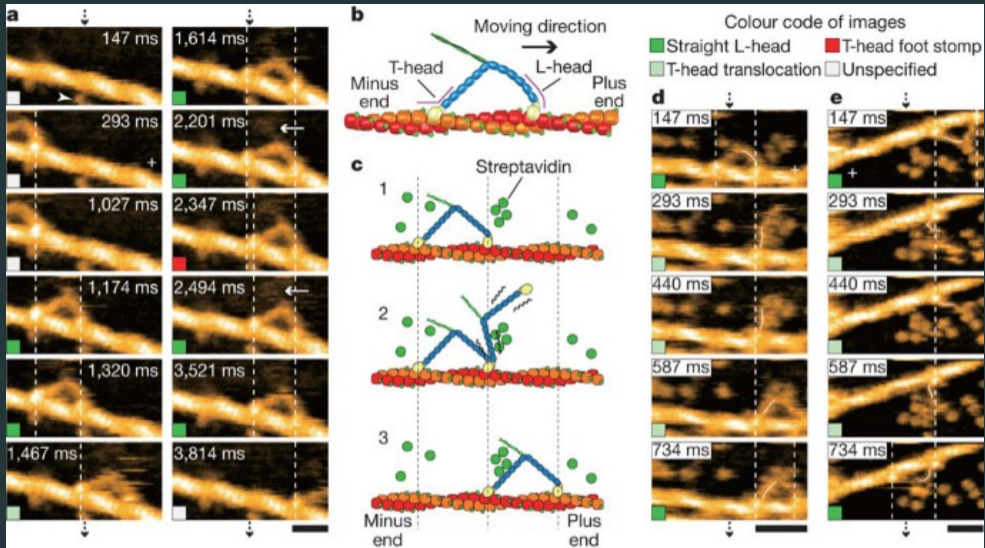 a
147 ms
293 ms
+
1,027 ms
1,174 ms
1,320 ms
1,467 ms
1,614 ms
2,201 ms
2,347 ms
2,494 ms
3,521 ms
3,814 ms
b
Moving direction
T-head
L-head
Minus
end
Plus
end
c
Streptavidin
1
2
3
Minus
end
Plus
end
Colour code of images
Straight L-head
T-head foot stomp
T-head translocation
Unspecified
d
147 ms
+
293 ms
440 ms
587 ms
734 ms
e
147 ms
+
293 ms
440 ms
587 ms
734 ms